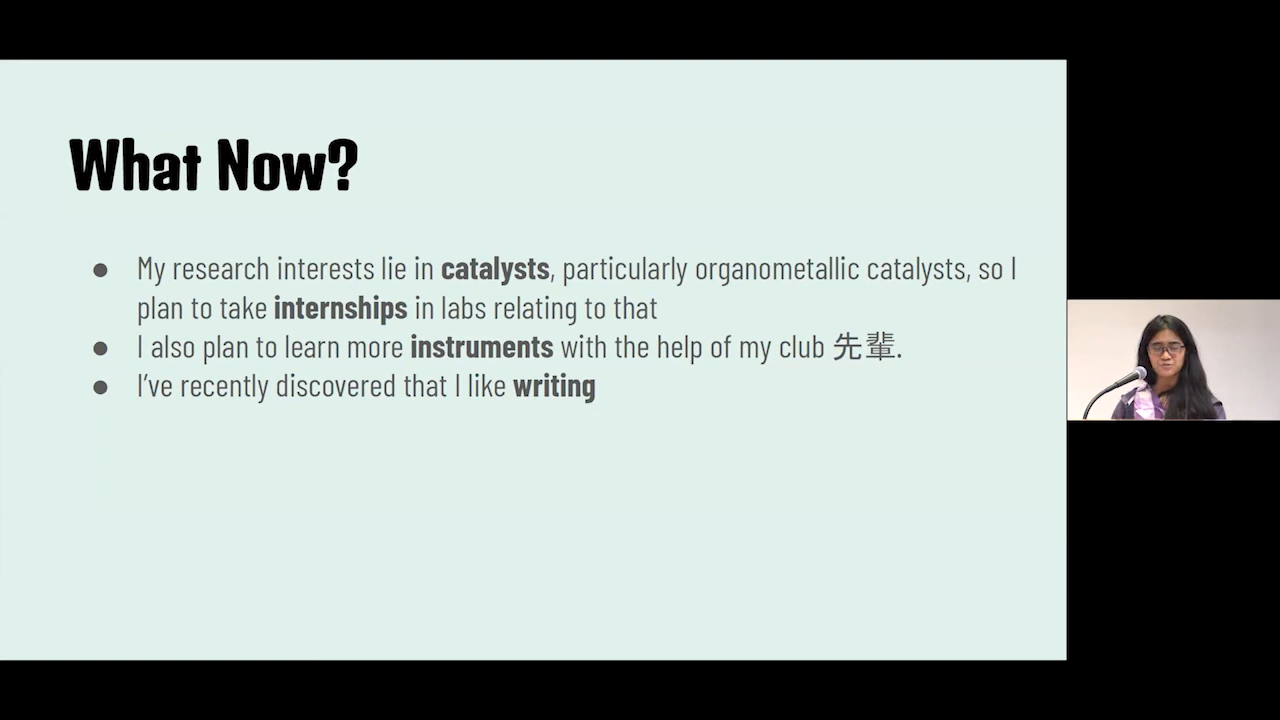 What Now?
● My research interests lie in catalysts, particularly organometallic catalysts, so I
plan to take internships in labs relating to that
● I also plan to learn more instruments with the help of my club 先輩.
● I've recently discovered that I like writing